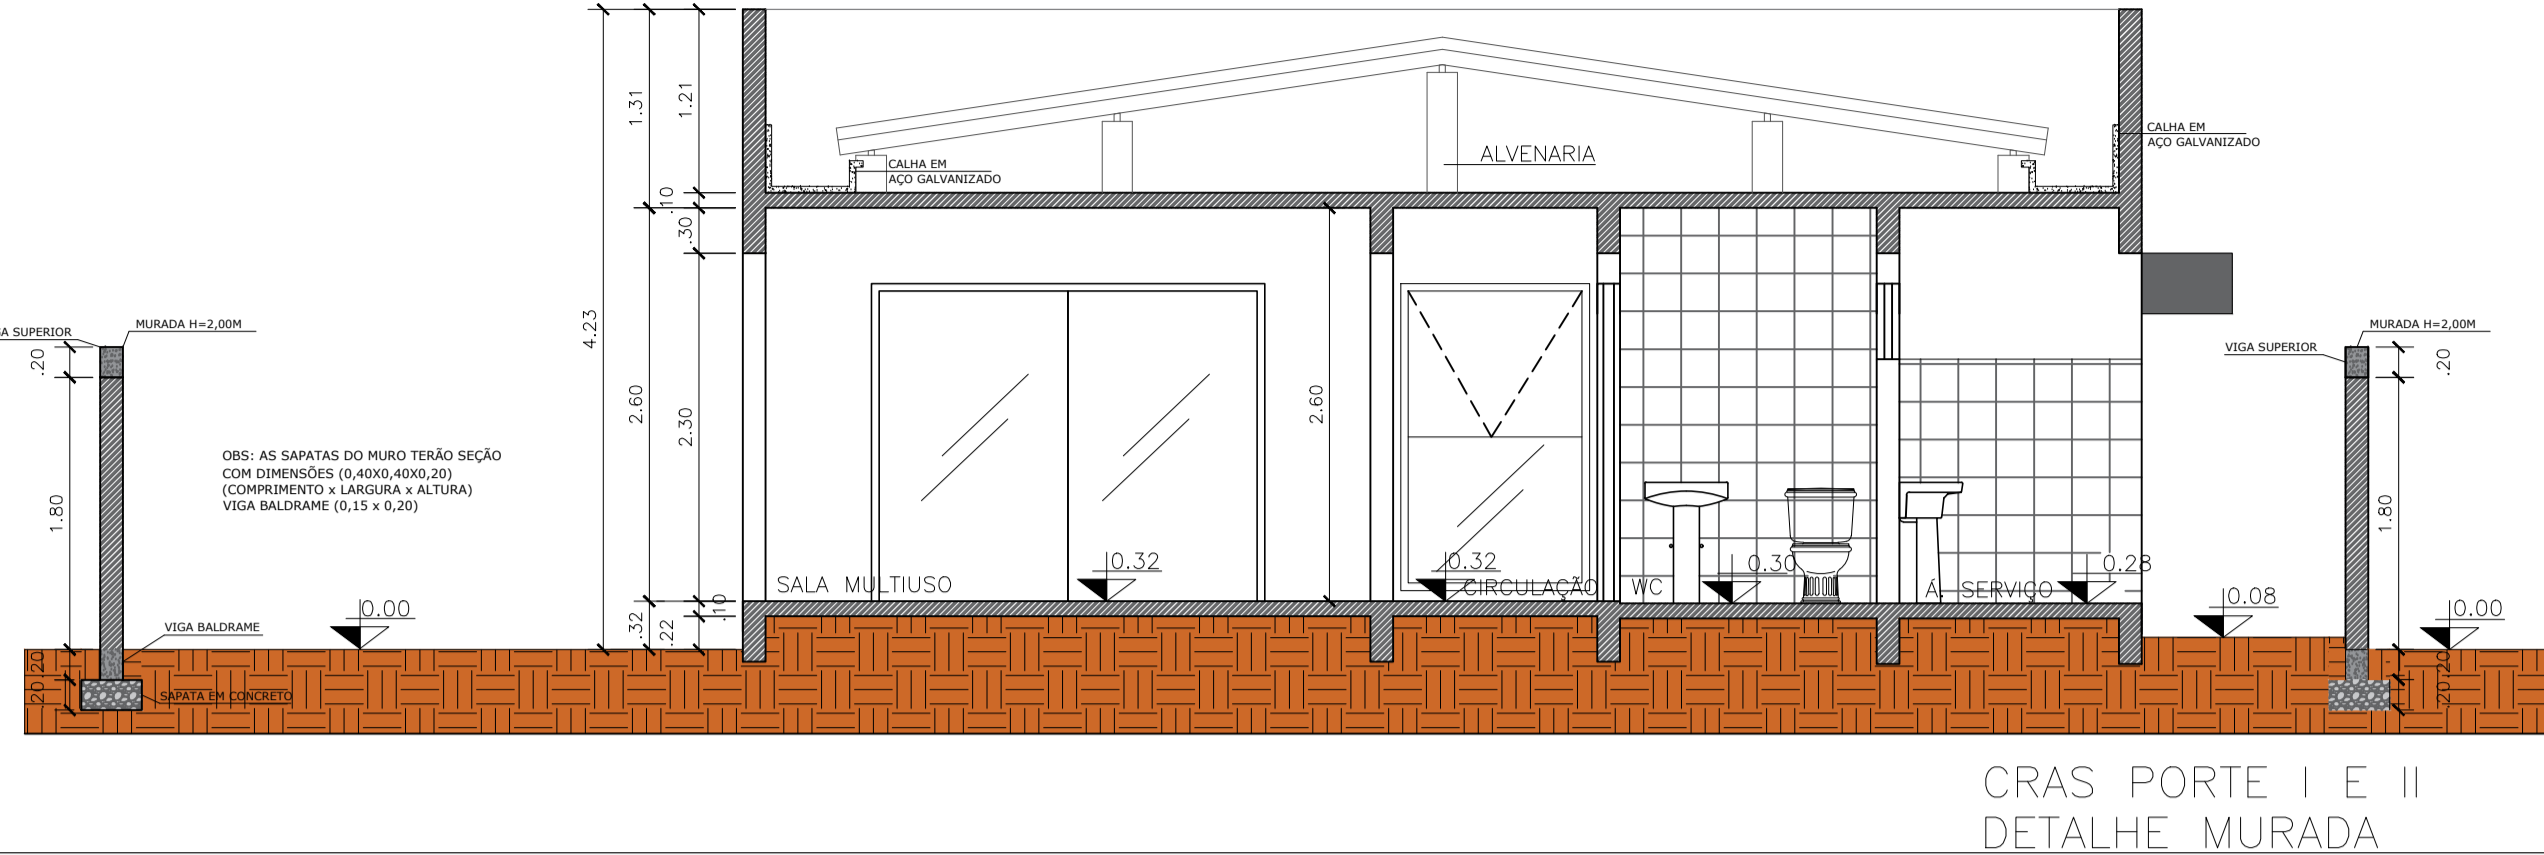 4.23
1.31
1.21
.10
.30
2.60
2.30
.32
.22
.10
2.60
CALHA EM
AÇO GALVANIZADO
ALVENARIA
CALHA EM
AÇO GALVANIZADO
SUPERIOR
MURADA H=2,00M
.20
1.80
.20
.20
OBS: AS SAPATAS DO MURO TERÃO SEÇÃO
COM DIMENSÕES (0,40X0,40X0,20)
(COMPRIMENTO x LARGURA x ALTURA)
VIGA BALDRAME (0,15 x 0,20)
0.00
VIGA BALDRAME
SAPATA EM CONCRETO
SALA MULTIUSO
0.32
0.32
CIRCULAÇÃO
WC
0.30
Á. SERVIÇO
0.28
0.08
0.00
MURADA H=2,00M
VIGA SUPERIOR
.20
1.80
.20
.20
CRAS PORTE I E II
DETALHE MURADA